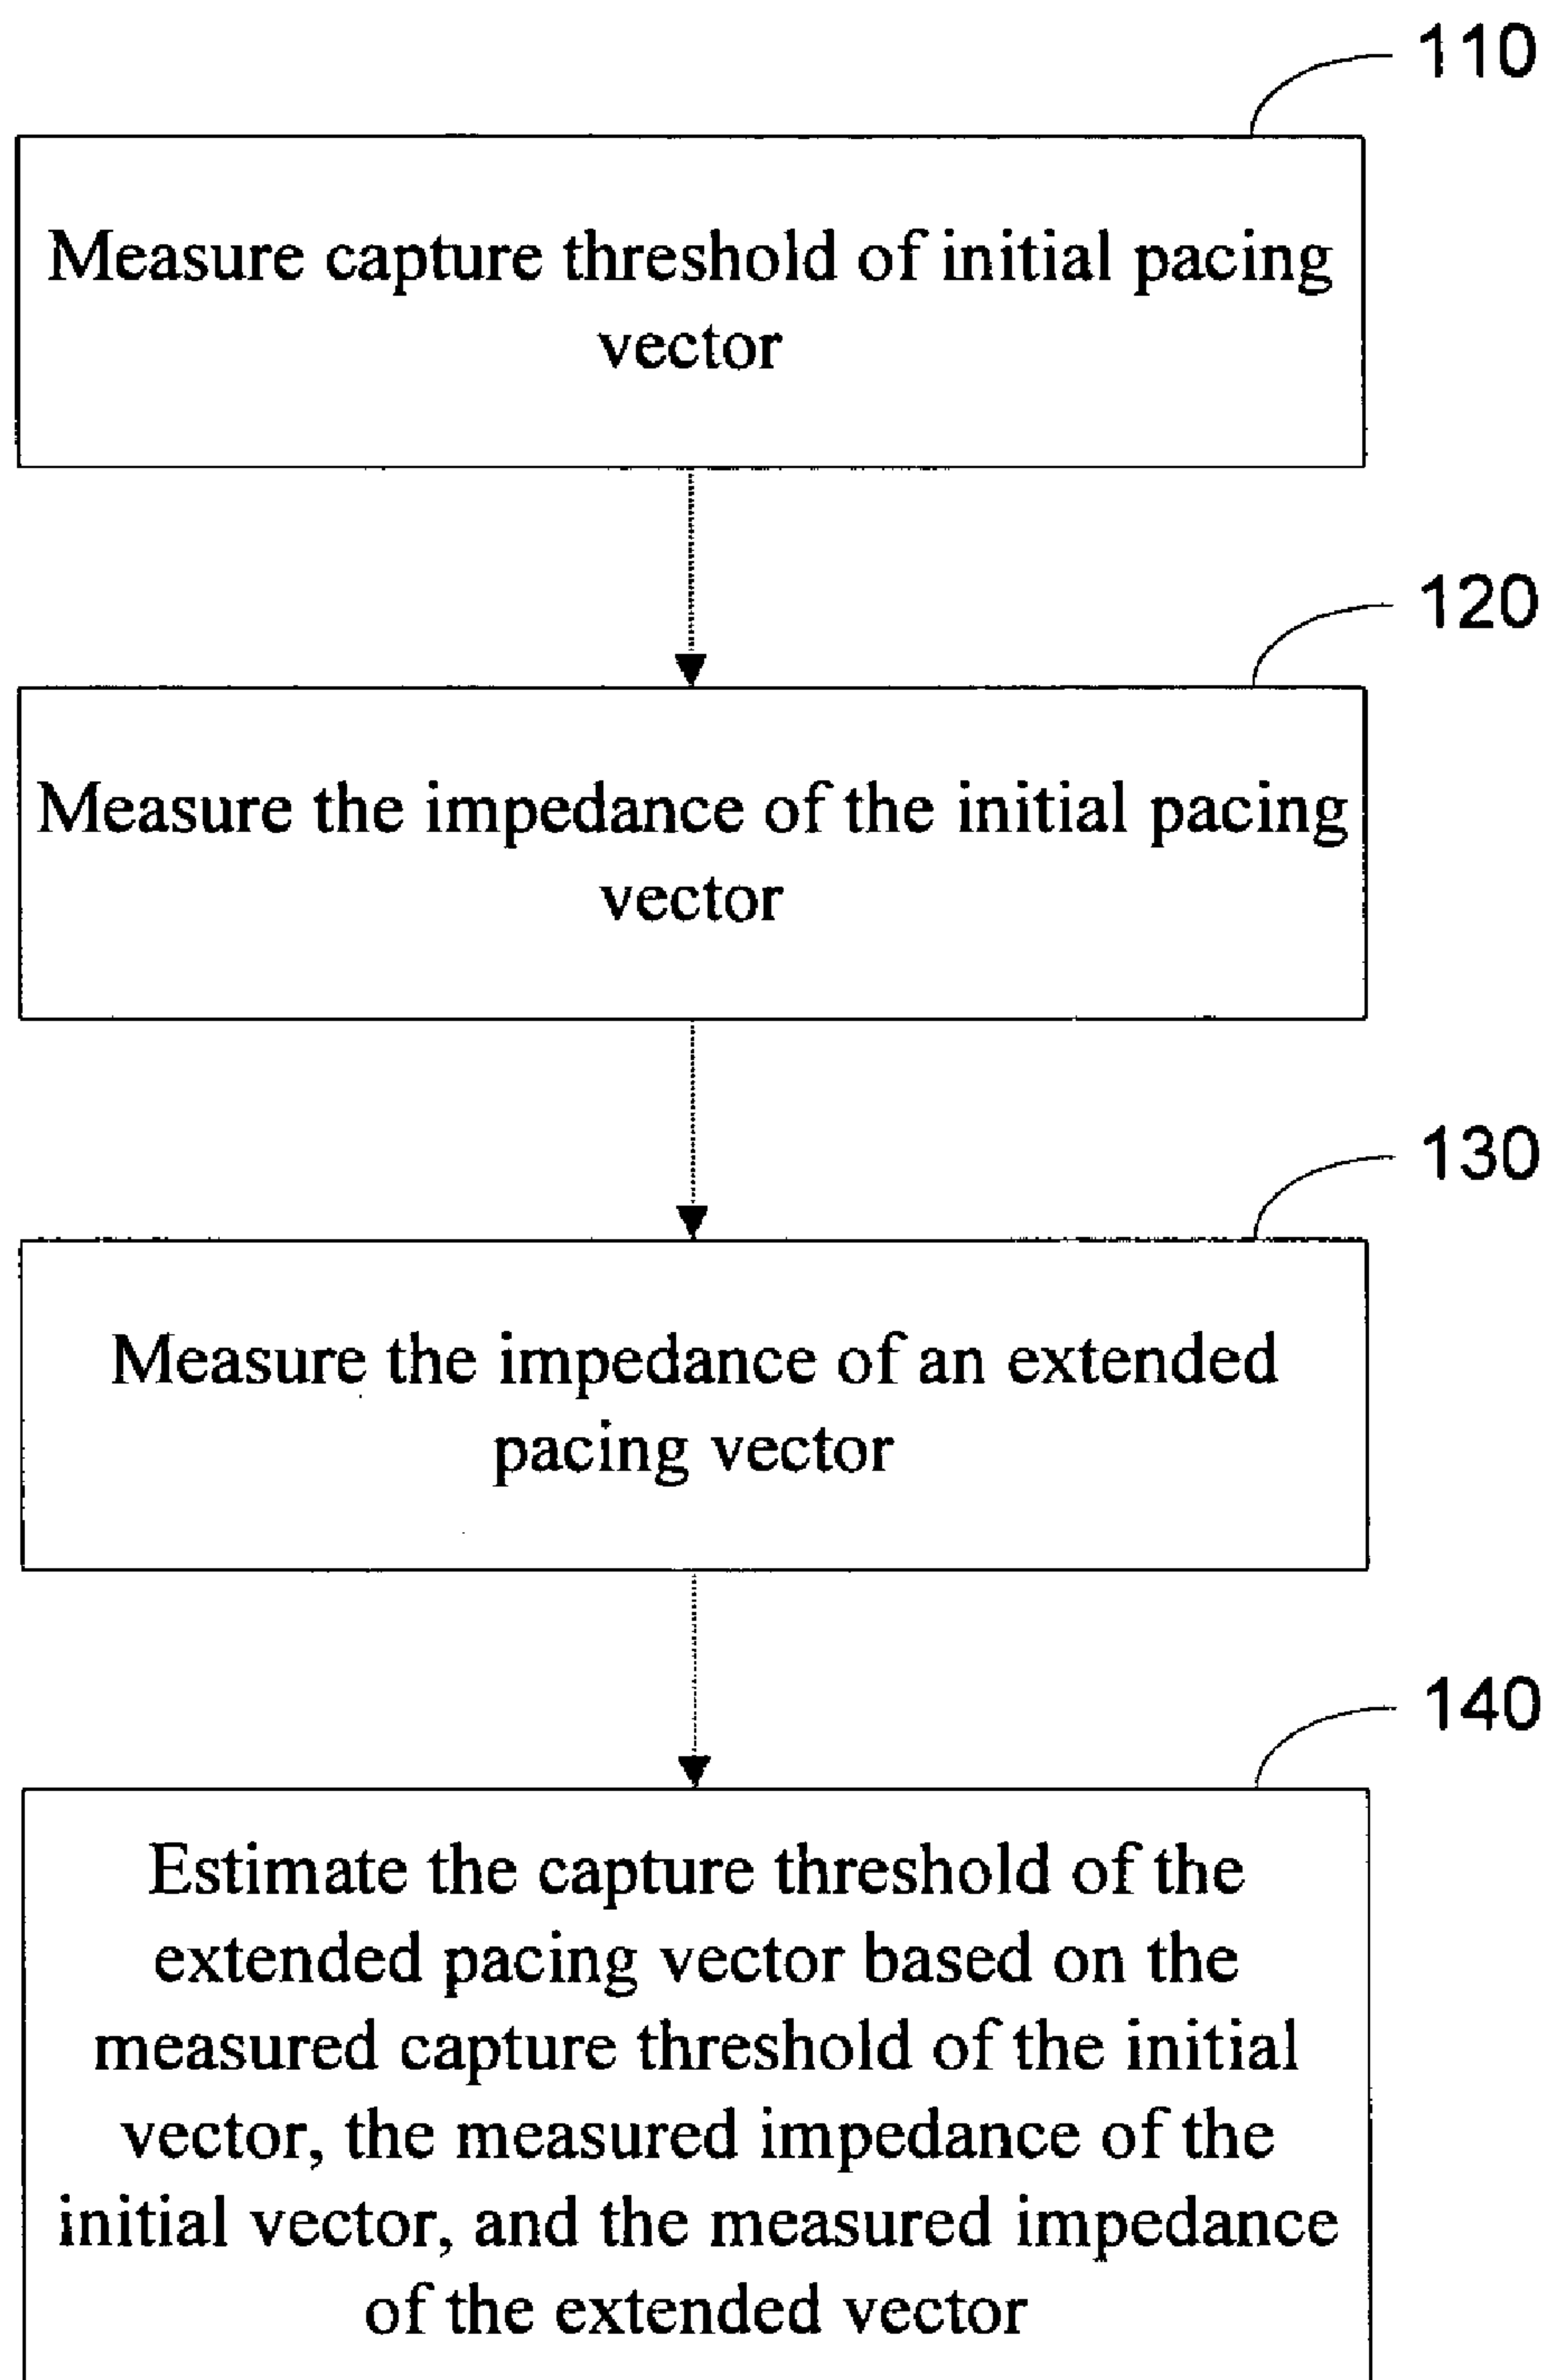 110
Measure capture threshold of initial pacing
vector
120
Measure the impedance of the initial pacing
vector
130
Measure the impedance of an extended
pacing vector
140
Estimate the capture threshold of the
extended pacing vector based on the
measured capture threshold of the initial
vector, the measured impedance of the
initial vector, and the measured impedance
of the extended vector